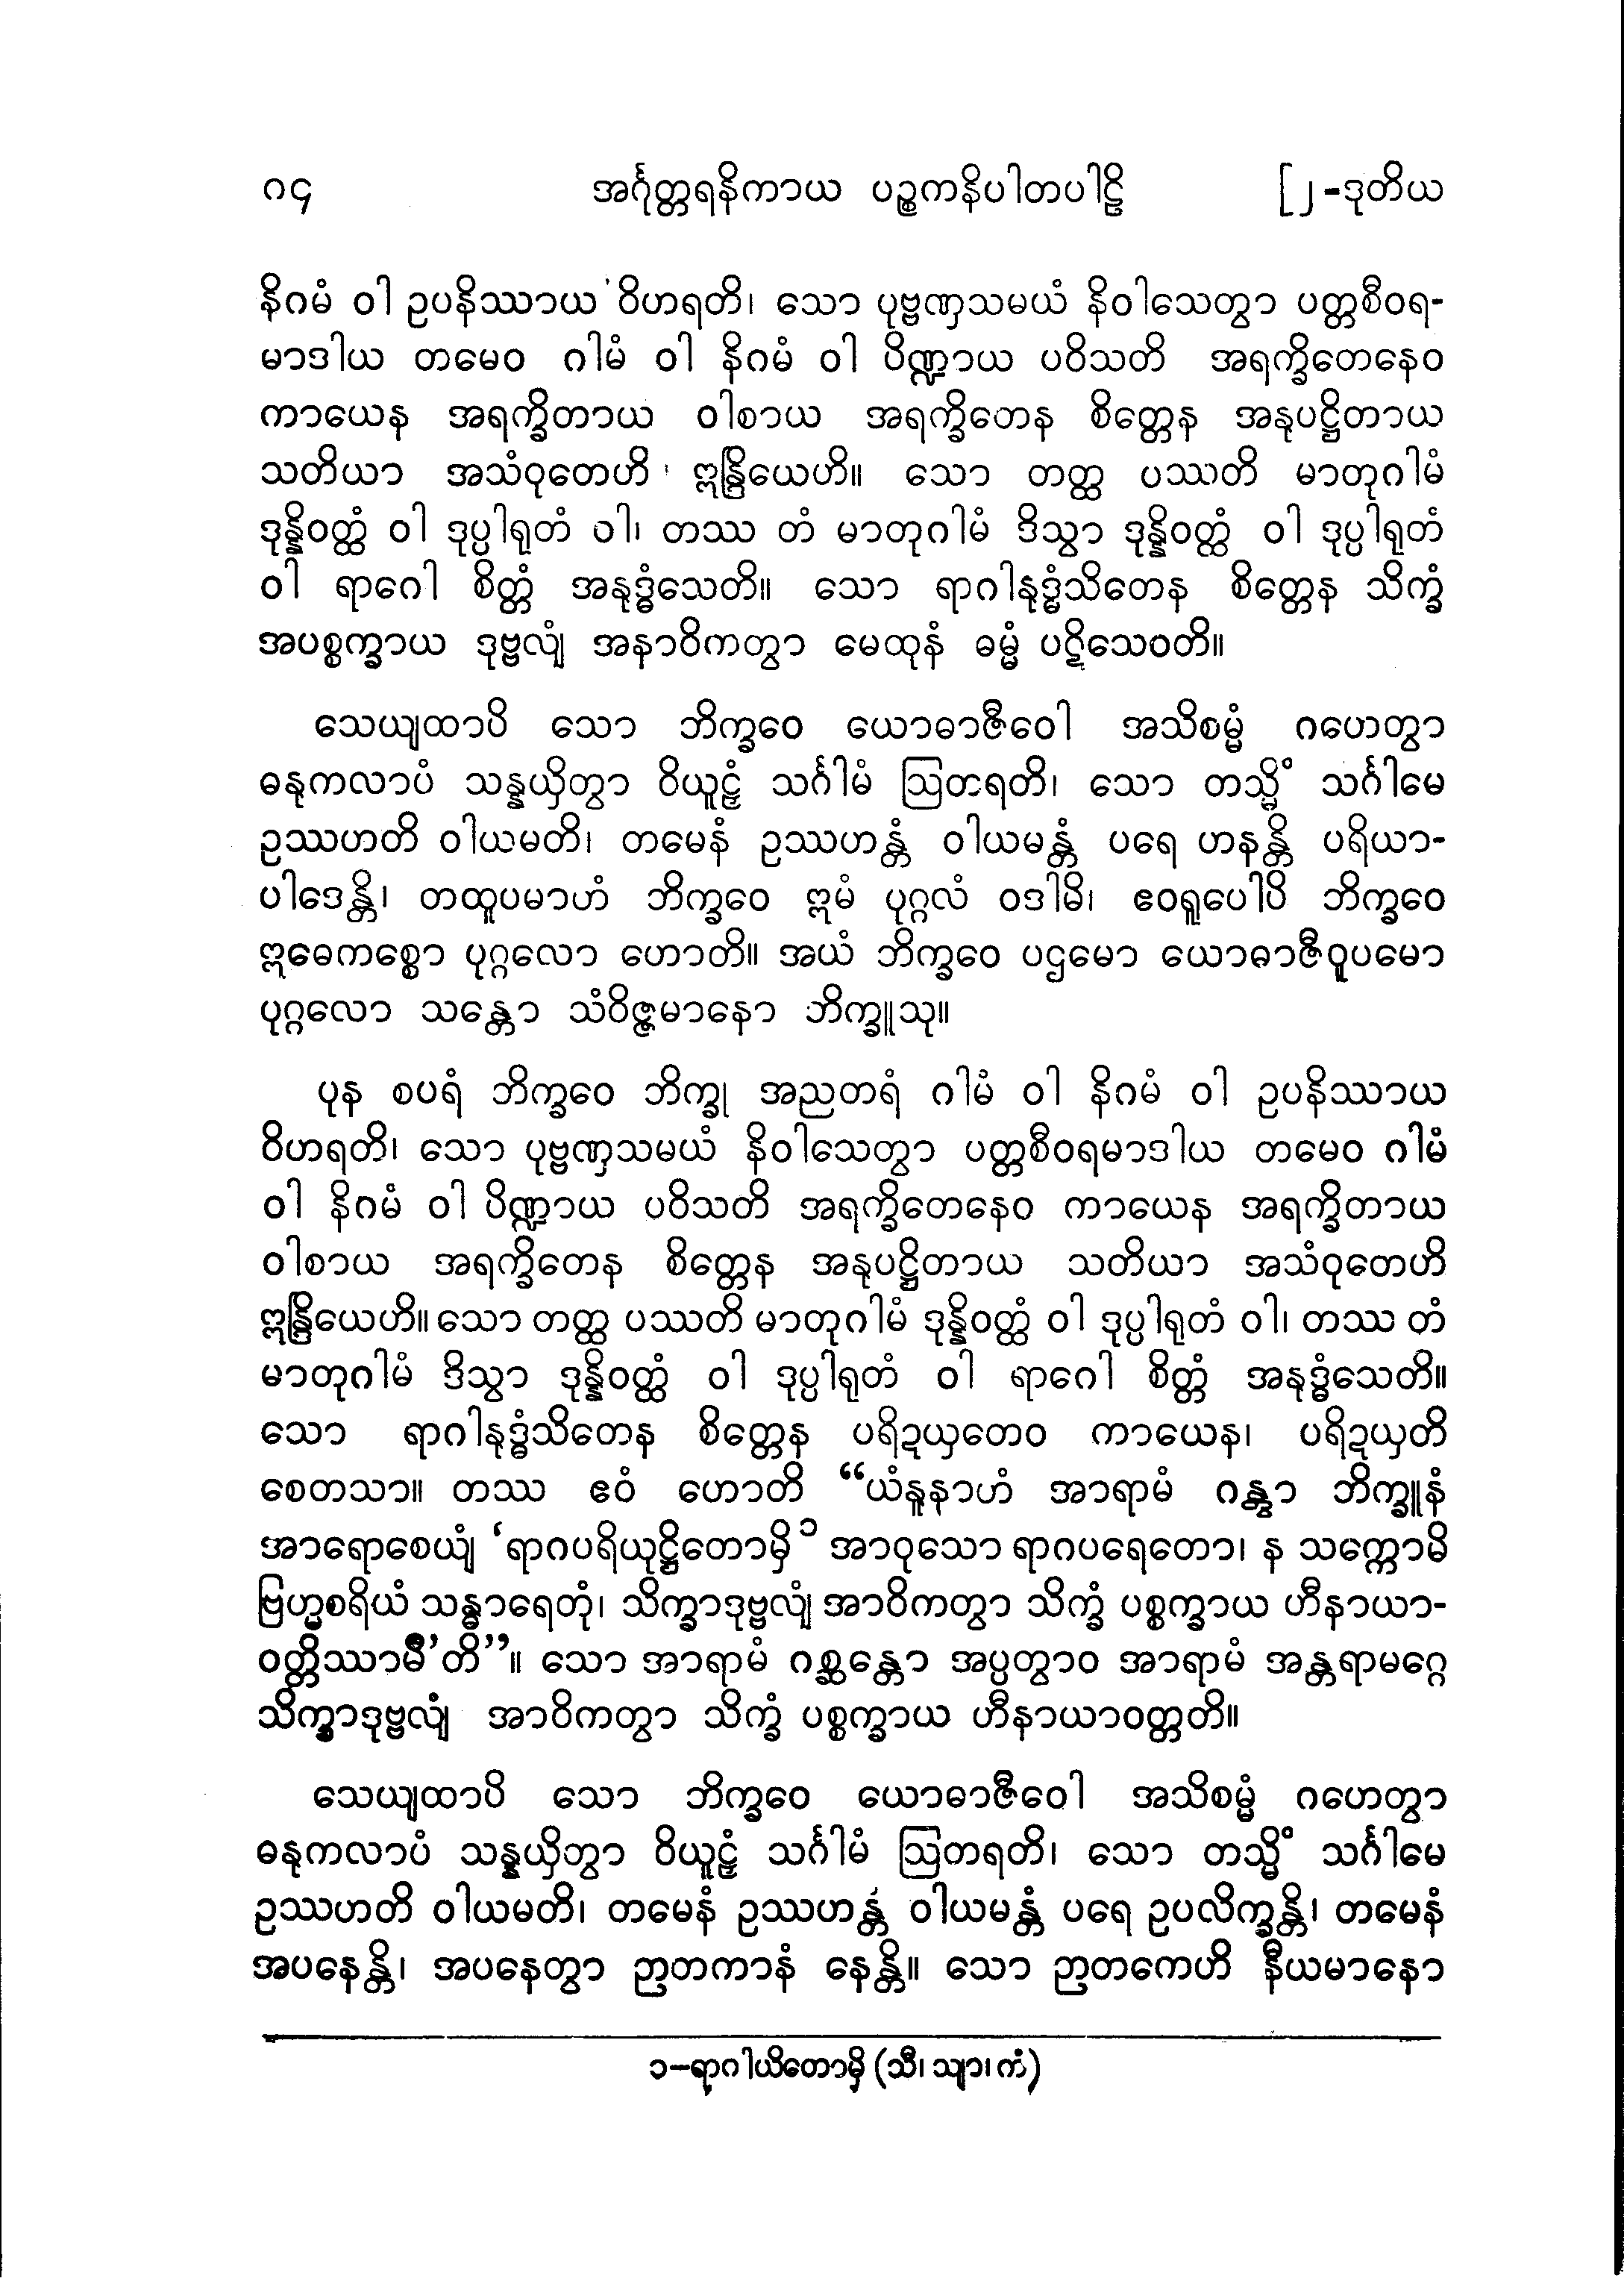 ၈၄ အင်္ဂုတ္တရနိကာယ ပဉ္စကနိပါတပါဠိ [၂-ဒုတိယ
နိဂမံ ဝါ ဥပနိဿာယ ဝိဟရတိ၊ သော ပုဗ္ဗဏှသမယံ နိဝါသေတွာ ပတ္တစီဝရ-
မာဒါယ တမေဝ ဂါမံ ဝါ နိဂမံ ဝါ ပိဏ္ဍာယ ပဝိသတိ အရက္ခိတေနေဝ
ကာယေန အရက္ခိတာယ ဝါစာယ အရက္ခိတေန စိတ္တေန အနုပဋ္ဌိတာယ
သတိယာ အသံဝုတေဟိ ဣန္ဒြိယေဟိ။ သော တတ္ထ ပဿတိ မာတုဂါမံ
ဒုန္နိဝတ္ထံ ဝါ ဒုပ္ပါရုတံ ဝါ၊ တဿ တံ မာတုဂါမံ ဒိသွာ ဒုန္နိဝတ္ထံ ဝါ ဒုပ္ပါရုတံ
ဝါ ရာဂေါ စိတ္တံ အနုဒ္ဓံသေတိ။ သော ရာဂါနုဒ္ဓံသိတေန စိတ္တေန သိက္ခံ
အပစ္စက္ခာယ ဒုဗ္ဗလျံ အနာဝိကတွာ မေထုနံ ဓမ္မံ ပဋိသေဝတိ။
သေယျထာပိ သော ဘိက္ခဝေ ယောဓာဇီဝေါ အသိစမ္မံ ဂဟေတွာ
ဓနုကလာပံ သန္နယှိတွာ ဝိယူဠှံ သင်္ဂါမံ ဩတရတိ၊ သော တသ္မိံ သင်္ဂါမေ
ဥဿဟတိ ဝါယမတိ၊ တမေနံ ဥဿဟန္တံ ဝါယမန္တံ ပရေ ဟနန္တိ ပရိယာ-
ပါဒေန္တိ၊ တထူပမာဟံ ဘိက္ခဝေ ဣမံ ပုဂ္ဂလံ ဝဒါမိ၊ ဧဝရူပေါပိ ဘိက္ခဝေ
ဣဓေကစ္စော ပုဂ္ဂလော ဟောတိ။ အယံ ဘိက္ခဝေ ပဌမော ယောဓာဇီဝူပမော
ပုဂ္ဂလော သန္တော သံဝိဇ္ဇမာနော ဘိက္ခူသု။
ပုန စပရံ ဘိက္ခဝေ ဘိက္ခု အညတရံ ဂါမံ ဝါ နိဂမံ ဝါ ဥပနိဿာယ
ဝိဟရတိ၊ သော ပုဗ္ဗဏှသမယံ နိဝါသေတွာ ပတ္တစီဝရမာဒါယ တမေဝ ဂါမံ
ဝါ နိဂမံ ဝါ ပိဏ္ဍာယ ပဝိသတိ အရက္ခိတေနေဝ ကာယေန အရက္ခိတာယ
ဝါစာယ အရက္ခိတေန စိတ္တေန အနုပဋ္ဌိတာယ သတိယာ အသံဝုတေဟိ
ဣန္ဒြိယေဟိ။ သော တတ္ထ ပဿတိ မာတုဂါမံ ဒုန္နိဝတ္ထံ ဝါ ဒုပ္ပါရုတံ ဝါ၊ တဿ တံ
မာတုဂါမံ ဒိသွာ ဒုန္နိဝတ္ထံ ဝါ ဒုပ္ပါရုတံ ဝါ ရာဂေါ စိတ္တံ အနုဒ္ဓံသေတိ။
သော ရာဂါနုဒ္ဓံသိတေန စိတ္တေန ပရိဍယှတေဝ ကာယေန၊ ပရိဍယှတိ
စေတသာ။ တဿ ဧဝံ ဟောတိ “ယံနူနာဟံ အာရာမံ ဂန္တွာ ဘိက္ခူနံ
အာရောစေယျံ ‘ရာဂပရိယုဋ္ဌိတောမှိ၁ အာဝုသော ရာဂပရေတော၊ န သက္ကောမိ
ဗြဟ္မစရိယံ သန္ဓာရေတုံ၊ သိက္ခာဒုဗ္ဗလျံ အာဝိကတွာ သိက္ခံ ပစ္စက္ခာယ ဟီနာယာ-
ဝတ္တိဿာမီ’တိ”။ သော အာရာမံ ဂစ္ဆန္တော အပ္ပတွာဝ အာရာမံ အန္တရာမဂ္ဂေ
သိက္ခာဒုဗ္ဗလျံ အာဝိကတွာ သိက္ခံ ပစ္စက္ခာယ ဟီနာယာဝတ္တတိ။
သေယျထာပိ သော ဘိက္ခဝေ ယောဓာဇီဝေါ အသိစမ္မံ ဂဟေတွာ
ဓနုကလာပံ သန္နယှိတွာ ဝိယူဠှံ သင်္ဂါမံ ဩတရတိ၊ သော တသ္မိံ သင်္ဂါမေ
ဥဿဟတိ ဝါယမတိ၊ တမေနံ ဥဿဟန္တံ ဝါယမန္တံ ပရေ ဥပလိက္ခန္တိ၊ တမေနံ
အပနေန္တိ၊ အပနေတွာ ဉာတကာနံ နေန္တိ။ သော ဉာတကေဟိ နီယမာနော
၁–ရာဂါယိတောမှိ (သီ၊ သျာ၊ ကံ)